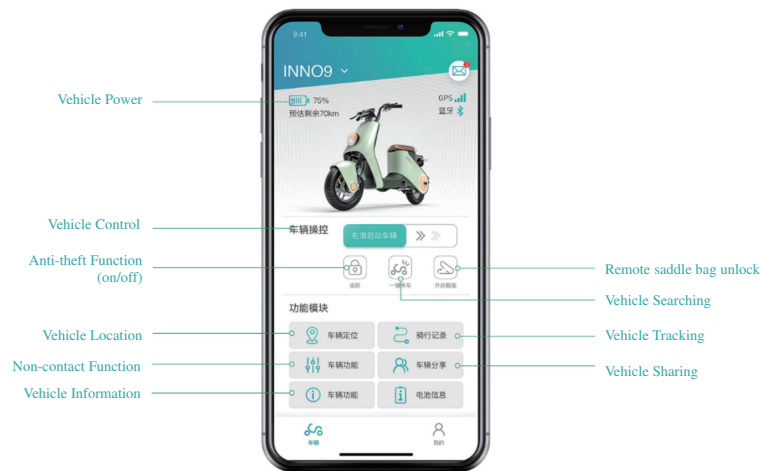 9:41
INNO9
Vehicle Power
75%
GPS
预估剩余70km
蓝牙
Vehicle Control
车辆操控
右滑启动车辆
Anti-theft Function
(on/off)
设防
一键寻车
开启鞍座
Remote saddle bag unlock
Vehicle Searching
功能模块
Vehicle Location
车辆定位
骑行记录
Vehicle Tracking
Non-contact Function
车辆功能
车辆分享
Vehicle Sharing
Vehicle Information
车辆功能
电池信息
车辆
我的